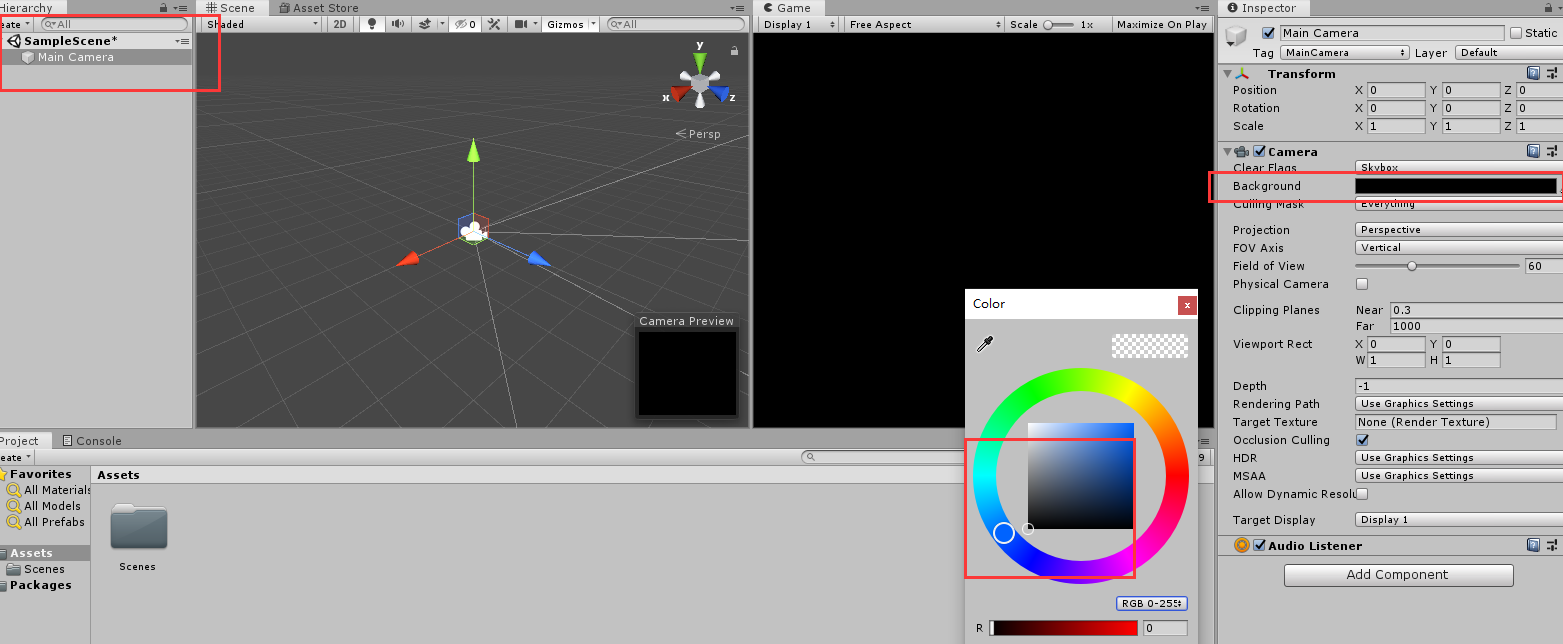 Hierarchy
eate
All
SampleScene*
Main Camera
Scene
Asset Store
Shaded
2D
0
Gizmos
All
y
x
z
Persp
Camera Preview
Game
Display 1
Free Aspect
Scale
1x
Maximize On Play
Color
RGB 0-255
R
0
Project
Console
eate
9
Favorites
All Materials
All Models
All Prefabs
Assets
Scenes
Packages
Assets
Scenes
Inspector
Main Camera
Static
Tag
MainCamera
Layer
Default
Transform
Position
X 0
Y 0
Z 0
Rotation
X 0
Y 0
Z 0
Scale
X 1
Y 1
Z 1
Camera
Clear Flags
Skybox
Background
Culling Mask
Everything
Projection
Perspective
FOV Axis
Vertical
Field of View
60
Physical Camera
Clipping Planes
Near 0.3
Far 1000
Viewport Rect
X 0
Y 0
W 1
H 1
Depth
-1
Rendering Path
Use Graphics Settings
Target Texture
None (Render Texture)
Occlusion Culling
HDR
Use Graphics Settings
MSAA
Use Graphics Settings
Allow Dynamic Resolu
Target Display
Display 1
Audio Listener
Add Component